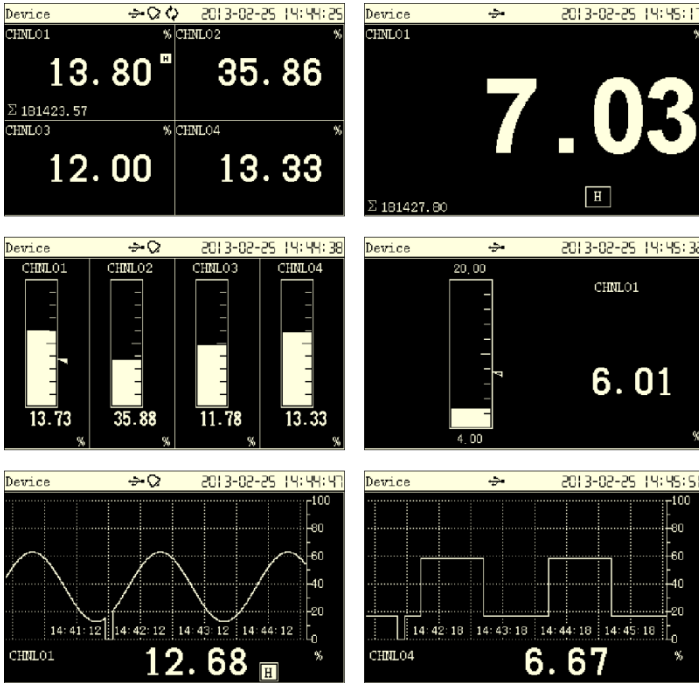 Device 2013-02-25 14:44:25
CHNL01 % CHNL02 %
13.80 H 35.86
Σ 181423.57
CHNL03 % CHNL04 %
12.00 13.33
Device 2013-02-25 14:45:17
CHNL01 %
7.03
H
Σ 181427.80
Device 2013-02-25 14:44:38
CHNL01 CHNL02 CHNL03 CHNL04
13.73 35.88 11.78 13.33
% % % %
Device 2013-02-25 14:45:32
20.00
CHNL01
6.01
4.00 %
Device 2013-02-25 14:44:47
100
80
60
40
20
14:41:12 14:42:12 14:43:12 14:44:12
0
CHNL01 12.68 H %
Device 2013-02-25 14:45:51
100
80
60
40
20
14:42:18 14:43:18 14:44:18 14:45:18
0
CHNL04 6.67 %